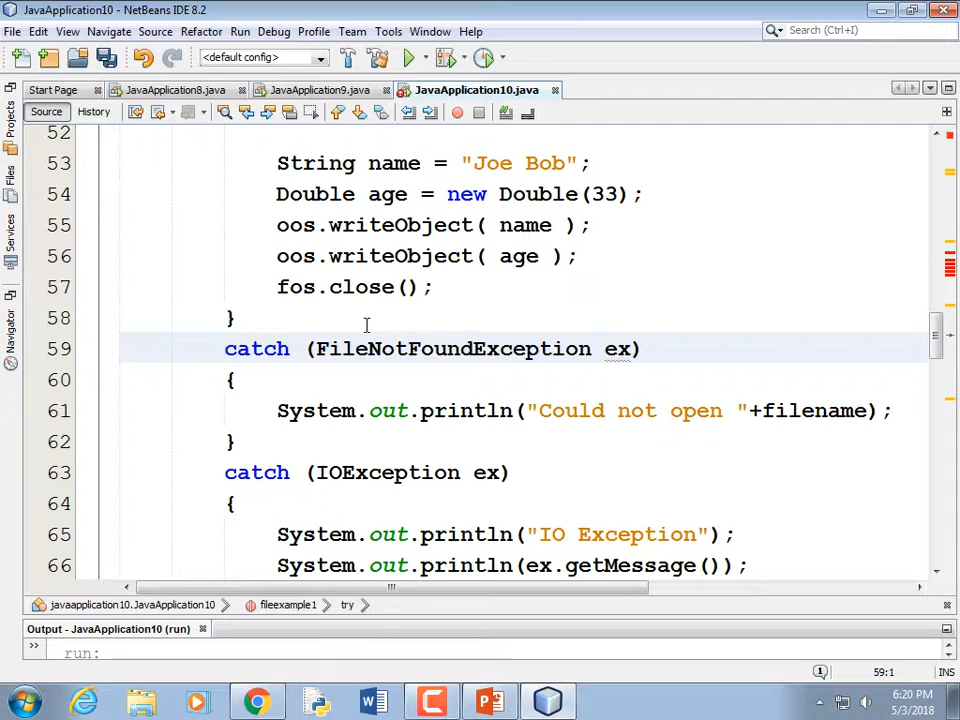 JavaApplication10 - NetBeans IDE 8.2
File Edit View Navigate Source Refactor Run Debug Profile Team Tools Window Help
Search (Ctrl+I)
<default config>
Start Page JavaApplication8.java JavaApplication9.java JavaApplication10.java
Source History
Projects
Files
Services
Navigator
52
53 String name = "Joe Bob";
54 Double age = new Double(33);
55 oos.writeObject( name );
56 oos.writeObject( age );
57 fos.close();
58 }
59 catch (FileNotFoundException ex)
60 {
61 System.out.println("Could not open "+filename);
62 }
63 catch (IOException ex)
64 {
65 System.out.println("IO Exception");
66 System.out.println(ex.getMessage());
javaapplication10.JavaApplication10 fileexample1 try
Output - JavaApplication10 (run)
run:
1 59:1 INS
6:20 PM
5/3/2018